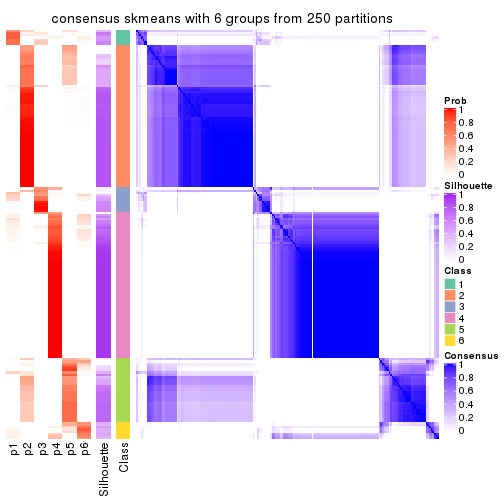 consensus skmeans with 6 groups from 250 partitions
Prob
1
0.8
0.6
0.4
0.2
0
Silhouette
1
0.8
0.6
0.4
0.2
0
Class
1
2
3
4
5
6
Consensus
1
0.8
0.6
0.4
0.2
0
p1
p2
p3
p4
p5
p6
Silhouette
Class